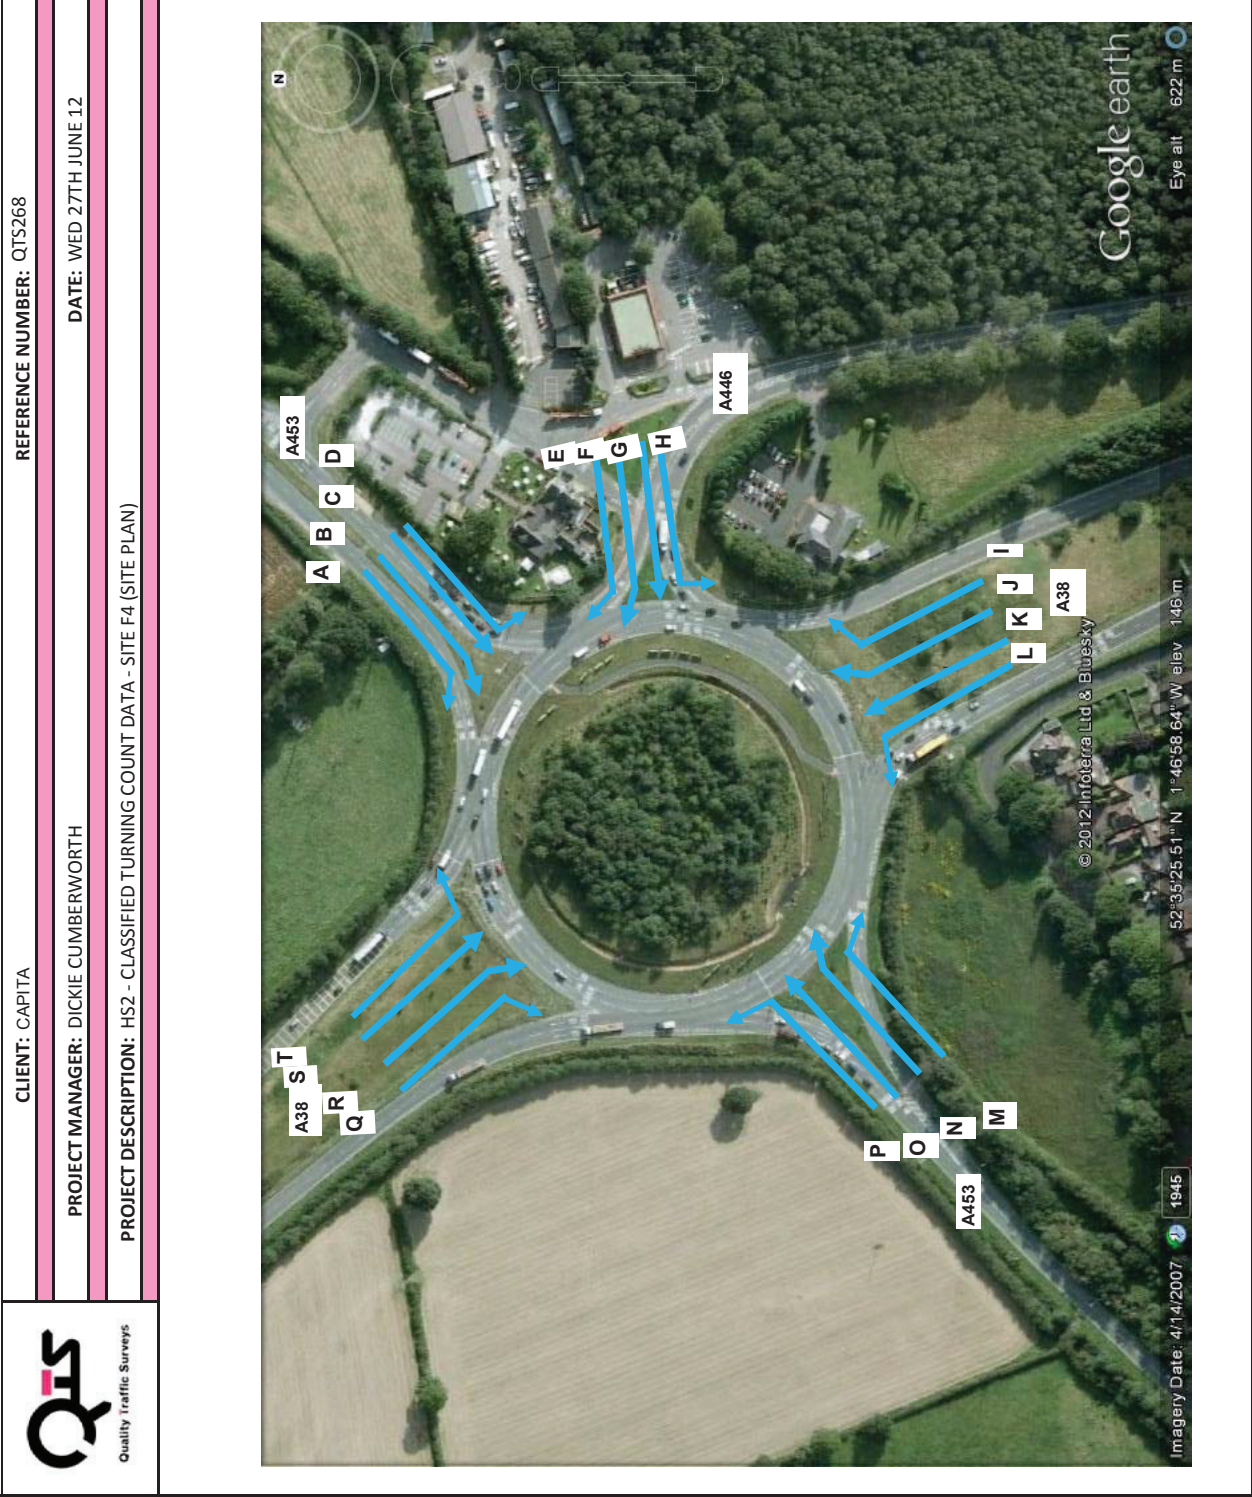 QTS
Quality Traffic Surveys
CLIENT: CAPITA REFERENCE NUMBER: QTS268
PROJECT MANAGER: DICKIE CUMBERWORTH DATE: WED 27TH JUNE 12
PROJECT DESCRIPTION: HS2 - CLASSIFIED TURNING COUNT DATA - SITE F4 (SITE PLAN)
N
A453
A
B
C
D
E
F
G
H
A446
I
J
K
L
A38
M
N
O
P
A453
Q
R
S
T
A38
© 2012 Infoterra Ltd & Bluesky
Google earth
Imagery Date: 4/14/2007 1945 52°35'25.51" N 1°46'58.64" W elev 146 m Eye alt 622 m